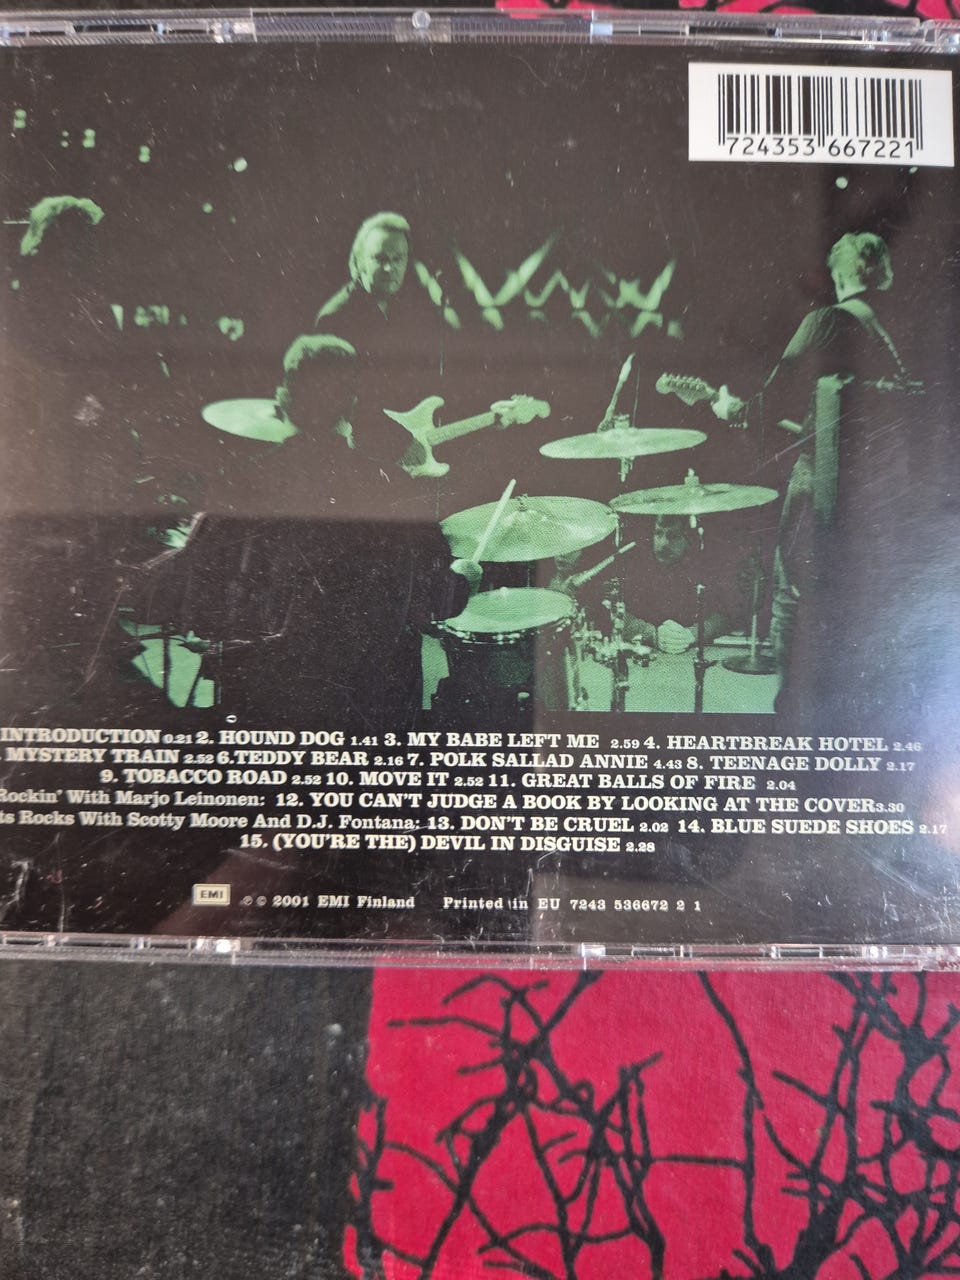 724353 667221
INTRODUCTION 0.21 2. HOUND DOG 1.41 3. MY BABE LEFT ME 2.59 4. HEARTBREAK HOTEL 2.46
MYSTERY TRAIN 2.52 6.TEDDY BEAR 2.16 7. POLK SALLAD ANNIE 4.43 8. TEENAGE DOLLY 2.17
9. TOBACCO ROAD 2.52 10. MOVE IT 2.52 11. GREAT BALLS OF FIRE 2.04
Rockin' With Marjo Leinonen: 12. YOU CAN'T JUDGE A BOOK BY LOOKING AT THE COVER3.30
ts Rocks With Scotty Moore And D.J. Fontana: 13. DON'T BE CRUEL 2.02 14. BLUE SUEDE SHOES 2.17
15. (YOU'RE THE) DEVIL IN DISGUISE 2.28
EMI ℗ © 2001 EMI Finland Printed in EU 7243 536672 2 1